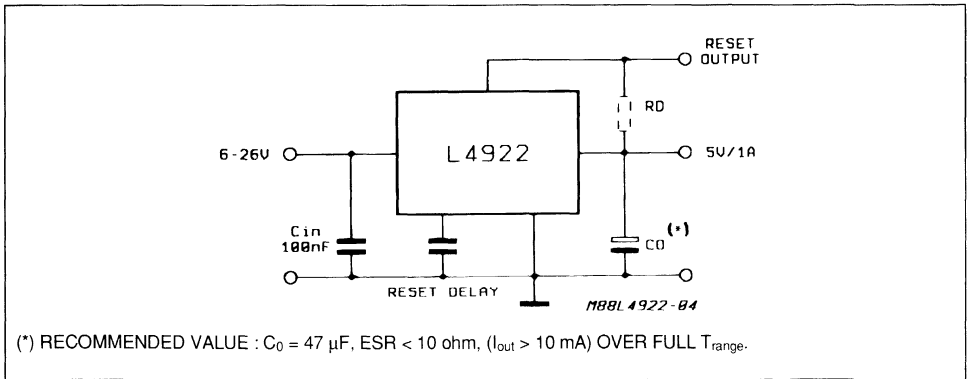 RESET
OUTPUT
RD
6-26V
L4922
5V/1A
Cin
100nF
(*)
CO
RESET DELAY
M88L4922-04
(*) RECOMMENDED VALUE : C₀ = 47 µF, ESR < 10 ohm, (Iout > 10 mA) OVER FULL Trange.